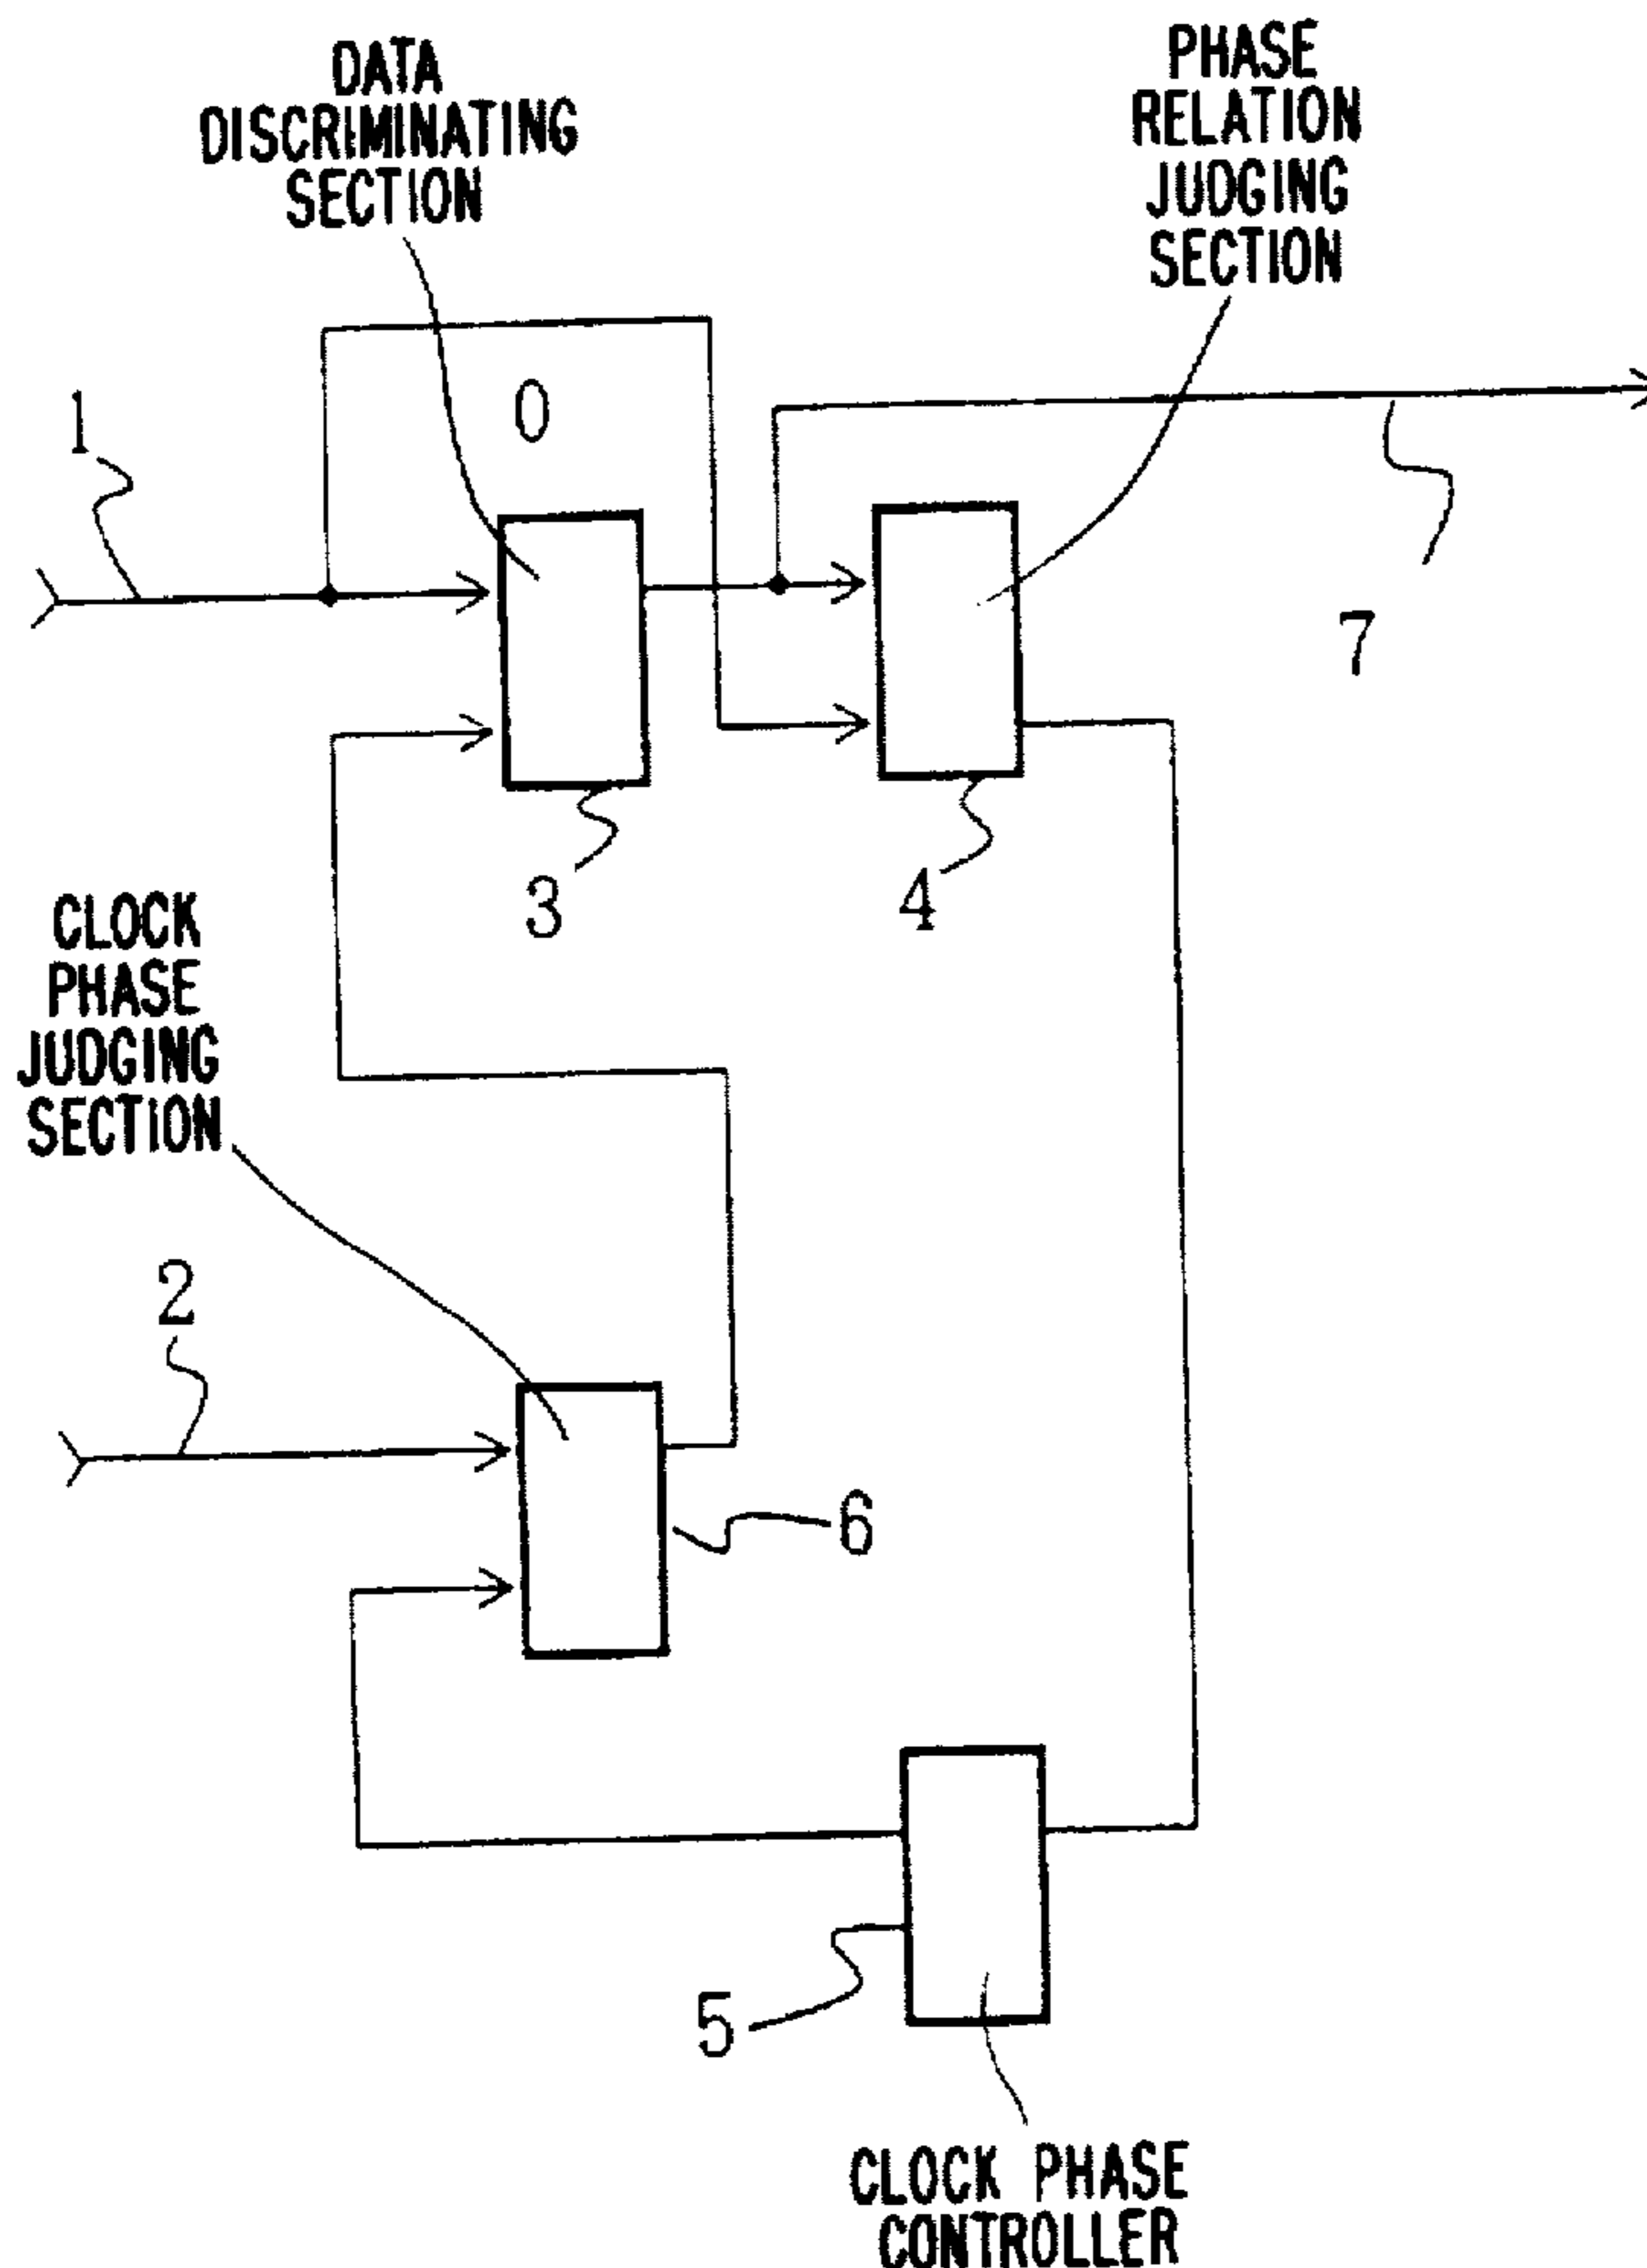 DATA
DISCRIMINATING
SECTION
PHASE
RELATION
JUDGING
SECTION
1
0
7
3
4
CLOCK
PHASE
JUDGING
SECTION
2
6
5
CLOCK PHASE
CONTROLLER